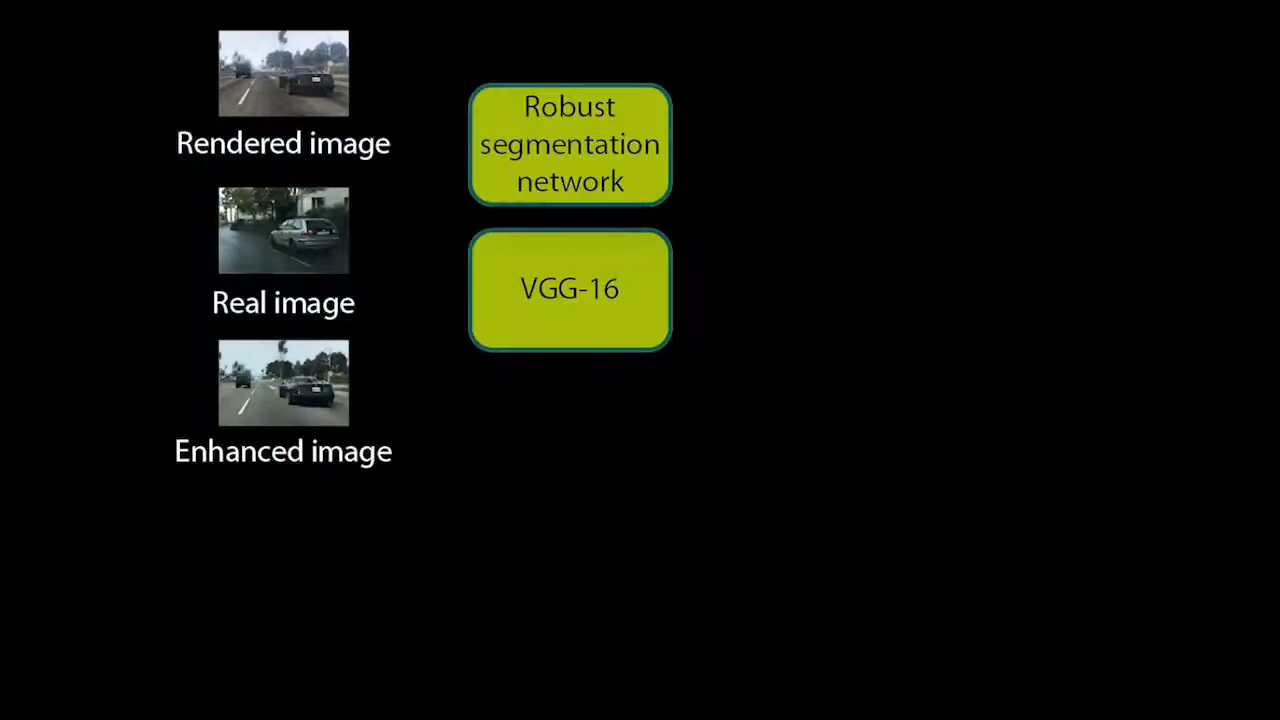 Rendered image
Real image
Enhanced image
Robust
segmentation
network
VGG-16